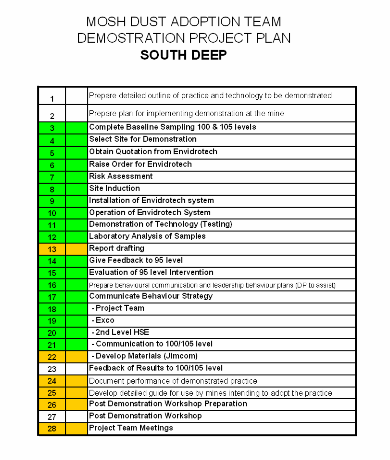 MOSH DUST ADOPTION TEAM
DEMOSTRATION PROJECT PLAN
SOUTH DEEP
1 Prepare detailed outline of practice and technology to be demonstrated
2 Prepare plan for implementing demonstration at the mine
3 Complete Baseline Sampling 100 & 105 levels
4 Select Site for Demonstration
5 Obtain Quotation from Envidrotech
6 Raise Order for Envidrotech
7 Risk Assessment
8 Site Induction
9 Installation of Envidrotech system
10 Operation of Envidrotech System
11 Demonstration of Technology (Testing)
12 Laboratory Analysis of Samples
13 Report drafting
14 Give Feedback to 95 level
15 Evaluation of 95 level Intervention
16 Prepare behavioural communication and leadership behaviour plans (DP to assist)
17 Communicate Behaviour Strategy
18 - Project Team
19 - Exco
20 - 2nd Level HSE
21 - Communication to 100/105 level
22 - Develop Materials (Jimcom)
23 Feedback of Results to 100/105 level
24 Document performance of demonstrated practice
25 Develop detailed guide for use by mines intending to adopt the practice
26 Post Demonstration Workshop Preparation
27 Post Demonstration Workshop
28 Project Team Meetings